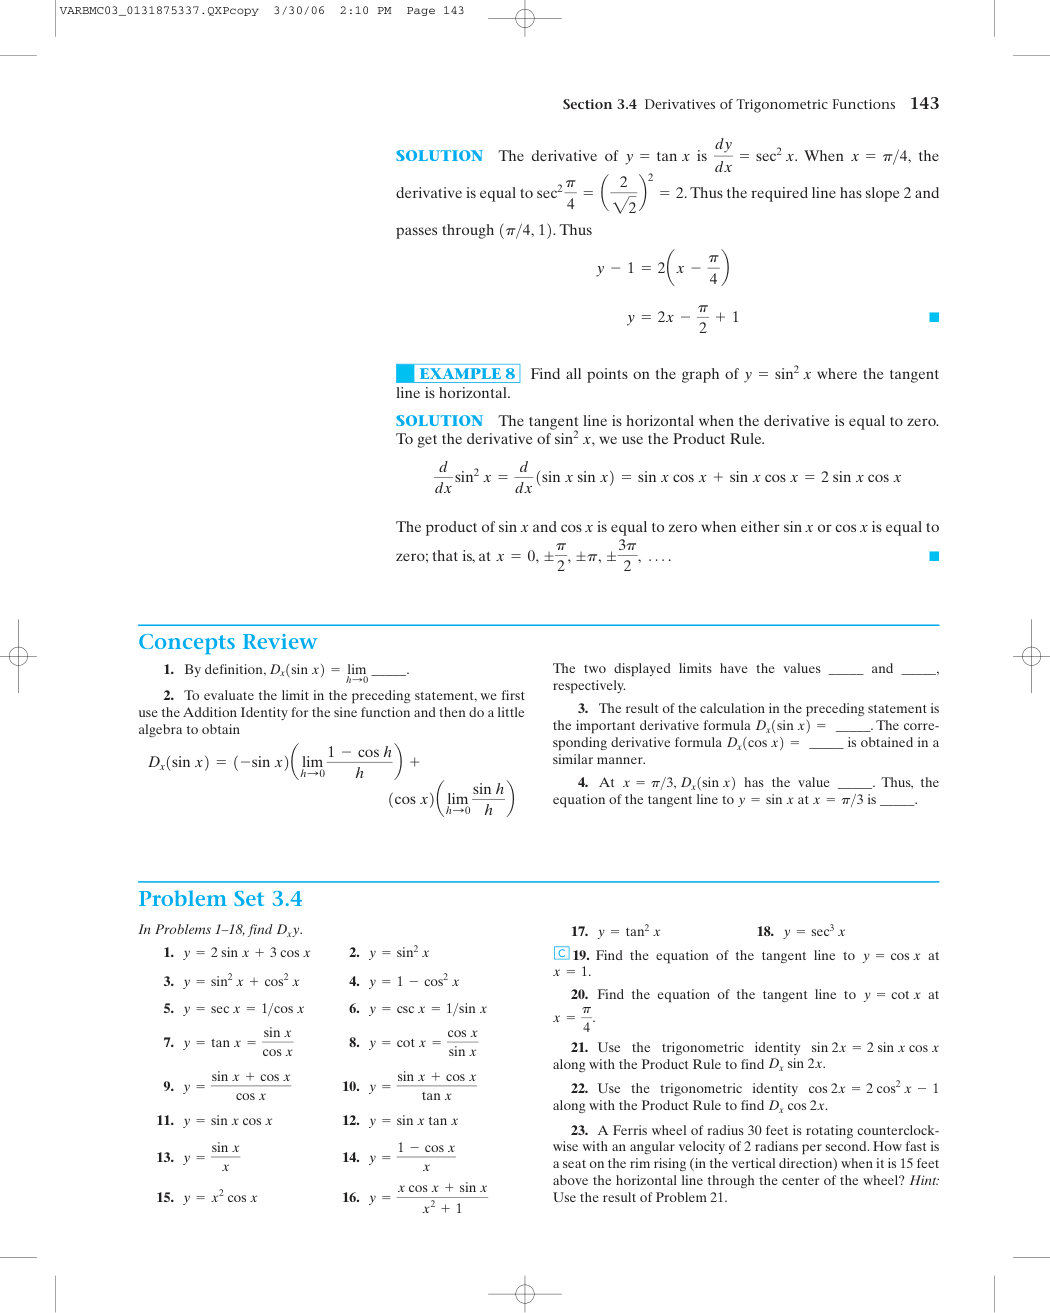 VARBMC03_0131875337.QXPcopy 3/30/06 2:10 PM Page 143
Section 3.4 Derivatives of Trigonometric Functions 143
SOLUTION The derivative of y = tan x is dy/dx = sec² x. When x = π/4, the
derivative is equal to sec² π/4 = (2/√2)² = 2. Thus the required line has slope 2 and
passes through (π/4, 1). Thus
y − 1 = 2(x − π/4)
y = 2x − π/2 + 1
EXAMPLE 8 Find all points on the graph of y = sin² x where the tangent
line is horizontal.
SOLUTION The tangent line is horizontal when the derivative is equal to zero.
To get the derivative of sin² x, we use the Product Rule.
d/dx sin² x = d/dx (sin x sin x) = sin x cos x + sin x cos x = 2 sin x cos x
The product of sin x and cos x is equal to zero when either sin x or cos x is equal to
zero; that is, at x = 0, ±π/2, ±π, ±3π/2, . . . .
Concepts Review
1. By definition, Dₓ(sin x) = lim h→0 _____.
2. To evaluate the limit in the preceding statement, we first
use the Addition Identity for the sine function and then do a little
algebra to obtain
Dₓ(sin x) = (−sin x)(lim h→0 (1 − cos h)/h) +
(cos x)(lim h→0 (sin h)/h)
The two displayed limits have the values _____ and _____,
respectively.
3. The result of the calculation in the preceding statement is
the important derivative formula Dₓ(sin x) = _____. The corre-
sponding derivative formula Dₓ(cos x) = _____ is obtained in a
similar manner.
4. At x = π/3, Dₓ(sin x) has the value _____. Thus, the
equation of the tangent line to y = sin x at x = π/3 is _____.
Problem Set 3.4
In Problems 1–18, find Dₓy.
1. y = 2 sin x + 3 cos x 2. y = sin² x
3. y = sin² x + cos² x 4. y = 1 − cos² x
5. y = sec x = 1/cos x 6. y = csc x = 1/sin x
7. y = tan x = (sin x)/(cos x) 8. y = cot x = (cos x)/(sin x)
9. y = (sin x + cos x)/(cos x) 10. y = (sin x + cos x)/(tan x)
11. y = sin x cos x 12. y = sin x tan x
13. y = (sin x)/x 14. y = (1 − cos x)/x
15. y = x² cos x 16. y = (x cos x + sin x)/(x² + 1)
17. y = tan² x 18. y = sec³ x
C 19. Find the equation of the tangent line to y = cos x at
x = 1.
20. Find the equation of the tangent line to y = cot x at
x = π/4.
21. Use the trigonometric identity sin 2x = 2 sin x cos x
along with the Product Rule to find Dₓ sin 2x.
22. Use the trigonometric identity cos 2x = 2 cos² x − 1
along with the Product Rule to find Dₓ cos 2x.
23. A Ferris wheel of radius 30 feet is rotating counterclock-
wise with an angular velocity of 2 radians per second. How fast is
a seat on the rim rising (in the vertical direction) when it is 15 feet
above the horizontal line through the center of the wheel? Hint:
Use the result of Problem 21.